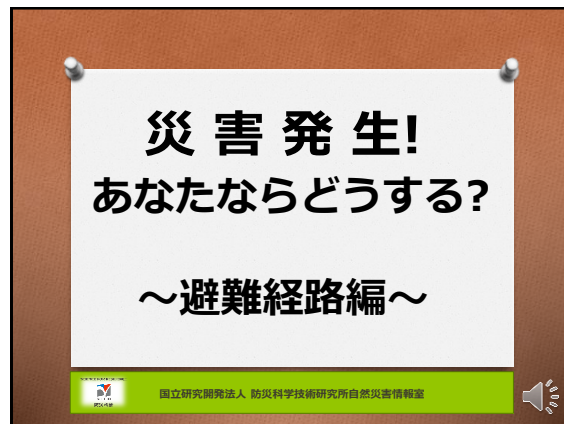 災 害 発 生!
あなたならどうする?
～避難経路編～
国立研究開発法人 防災科学技術研究所自然災害情報室